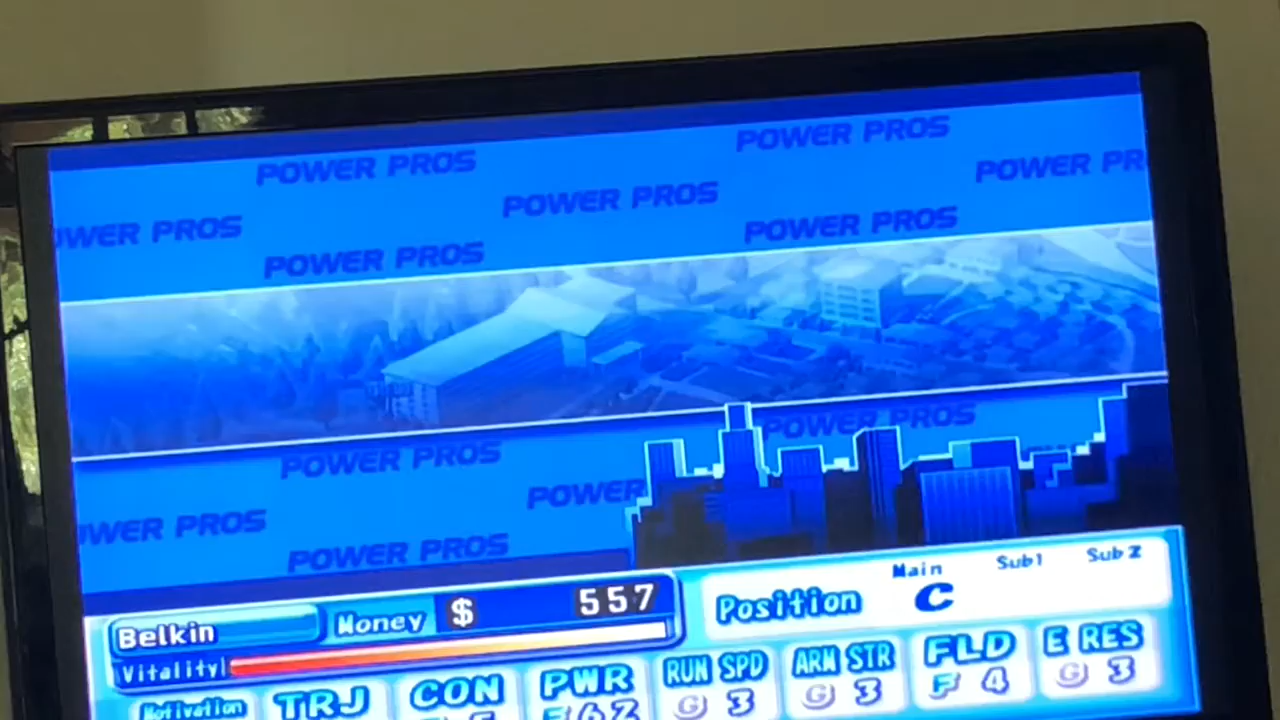 POWER PROS
POWER PROS
POWER PROS
POWER PR
WER PROS
POWER PROS
POWER PROS
POWER PROS
POWER PROS
POWER
WER PROS
POWER PROS
Belkin
Money $ 557
Position
Main Sub1 Sub2
C
Vitality
Motivation
TRJ
CON
PWR
RUN SPD
G 3
ARM STR
G 3
FLD
F 4
E RES
G 3